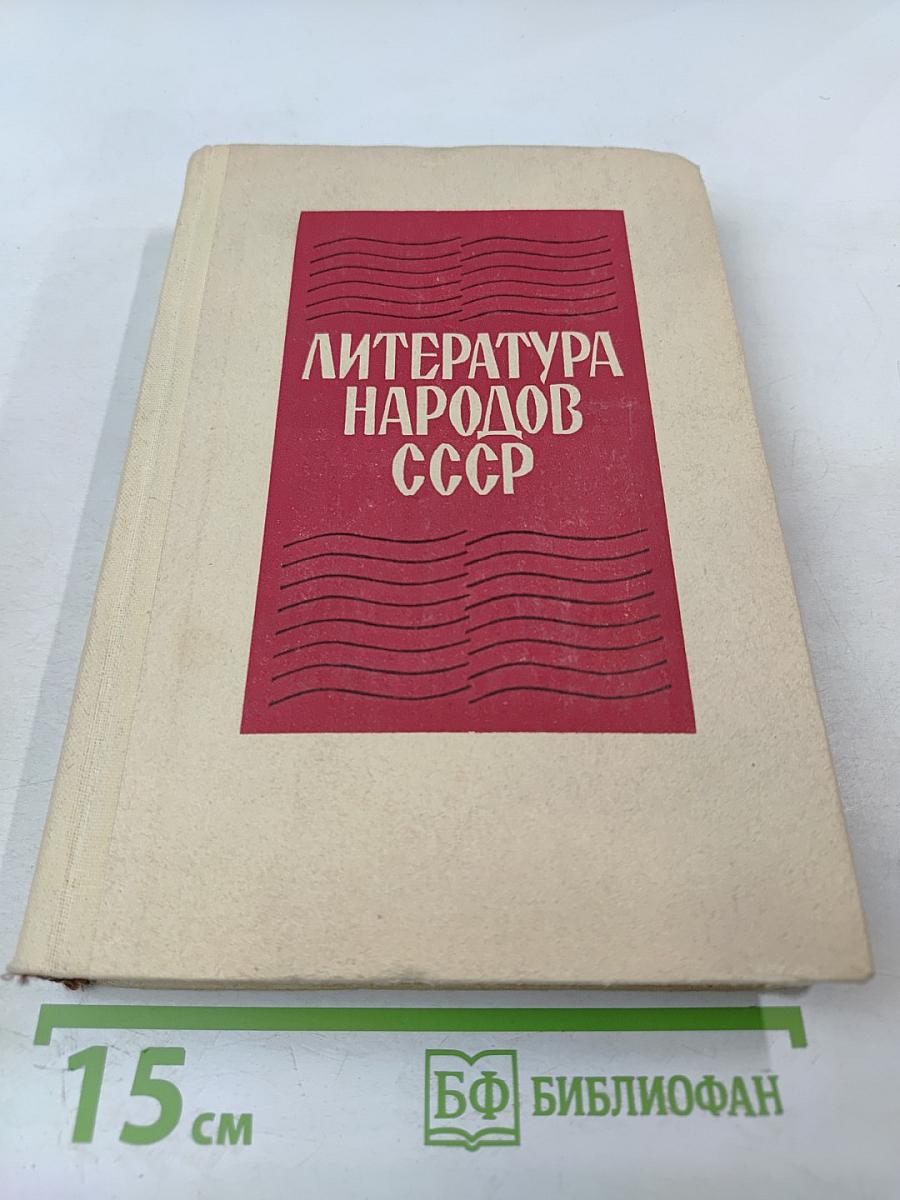 ЛИТЕРАТУРА
НАРОДОВ
СССР
15 см
БФ БИБЛИОФАН